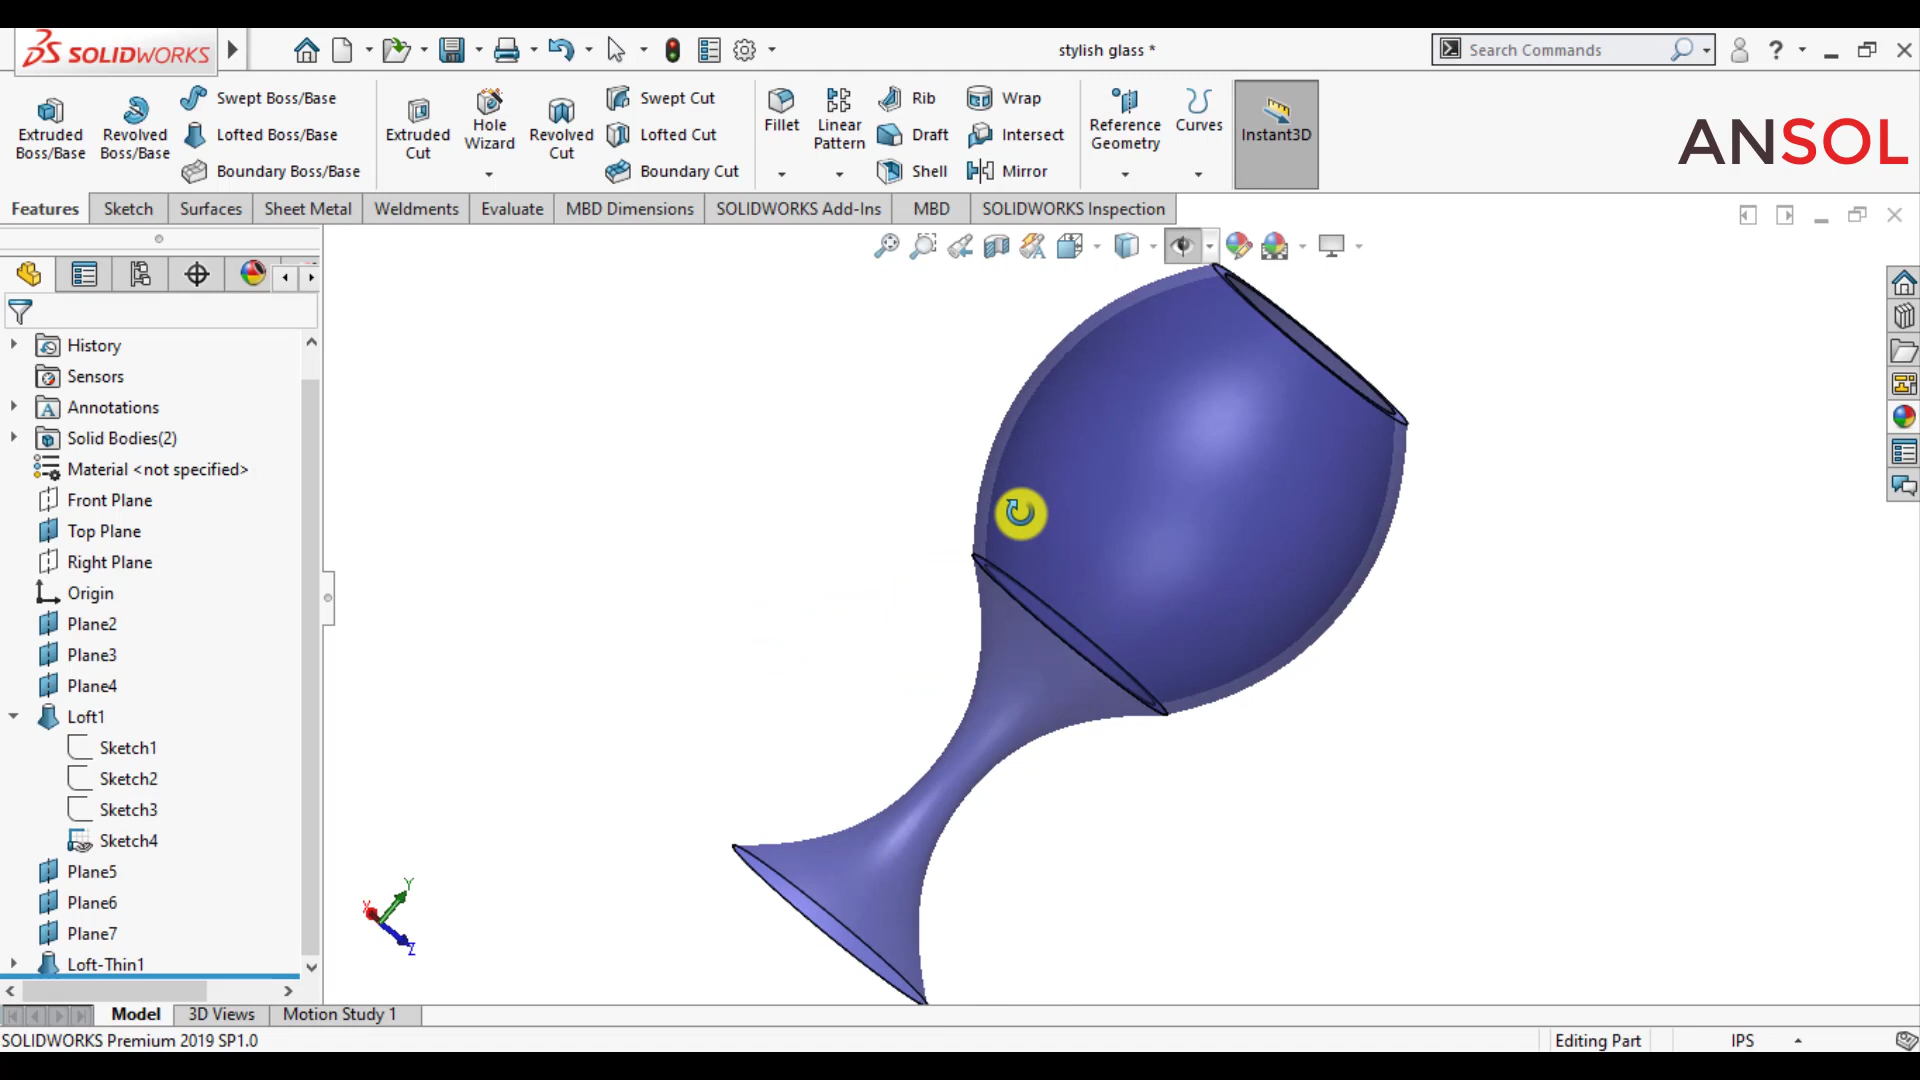 SOLIDWORKS
stylish glass *
Search Commands
?
Extruded Boss/Base
Revolved Boss/Base
Swept Boss/Base
Lofted Boss/Base
Boundary Boss/Base
Extruded Cut
Hole Wizard
Revolved Cut
Swept Cut
Lofted Cut
Boundary Cut
Fillet
Linear Pattern
Rib
Draft
Shell
Wrap
Intersect
Mirror
Reference Geometry
Curves
Instant3D
ANSOL
Features
Sketch
Surfaces
Sheet Metal
Weldments
Evaluate
MBD Dimensions
SOLIDWORKS Add-Ins
MBD
SOLIDWORKS Inspection
History
Sensors
Annotations
Solid Bodies(2)
Material <not specified>
Front Plane
Top Plane
Right Plane
Origin
Plane2
Plane3
Plane4
Loft1
Sketch1
Sketch2
Sketch3
Sketch4
Plane5
Plane6
Plane7
Loft-Thin1
X
Y
Z
Model
3D Views
Motion Study 1
SOLIDWORKS Premium 2019 SP1.0
Editing Part
IPS